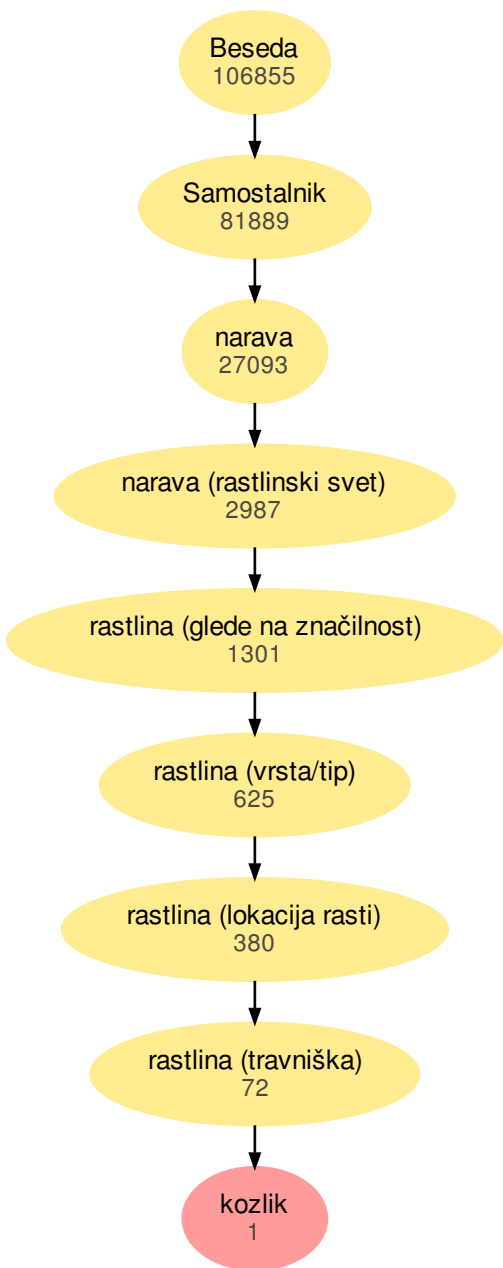 Beseda
106855
Samostalnik
81889
narava
27093
narava (rastlinski svet)
2987
rastlina (glede na značilnost)
1301
rastlina (vrsta/tip)
625
rastlina (lokacija rasti)
380
rastlina (travniška)
72
kozlik
1